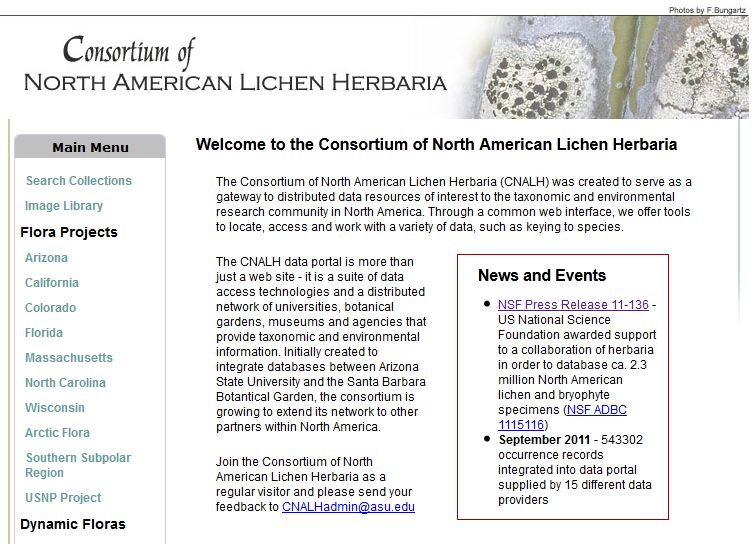 Photos by F.Bungartz
Consortium of
NORTH AMERICAN LICHEN HERBARIA
Main Menu
Search Collections
Image Library
Flora Projects
Arizona
California
Colorado
Florida
Massachusetts
North Carolina
Wisconsin
Arctic Flora
Southern Subpolar
Region
USNP Project
Dynamic Floras
Welcome to the Consortium of North American Lichen Herbaria
The Consortium of North American Lichen Herbaria (CNALH) was created to serve as a
gateway to distributed data resources of interest to the taxonomic and environmental
research community in North America. Through a common web interface, we offer tools
to locate, access and work with a variety of data, such as keying to species.
The CNALH data portal is more than
just a web site - it is a suite of data
access technologies and a distributed
network of universities, botanical
gardens, museums and agencies that
provide taxonomic and environmental
information. Initially created to
integrate databases between Arizona
State University and the Santa Barbara
Botanical Garden, the consortium is
growing to extend its network to other
partners within North America.
Join the Consortium of North
American Lichen Herbaria as a
regular visitor and please send your
feedback to CNALHadmin@asu.edu
News and Events
NSF Press Release 11-136 -
US National Science
Foundation awarded support
to a collaboration of herbaria
in order to database ca. 2.3
million North American
lichen and bryophyte
specimens (NSF ADBC
1115116)
September 2011 - 543302
occurrence records
integrated into data portal
supplied by 15 different data
providers